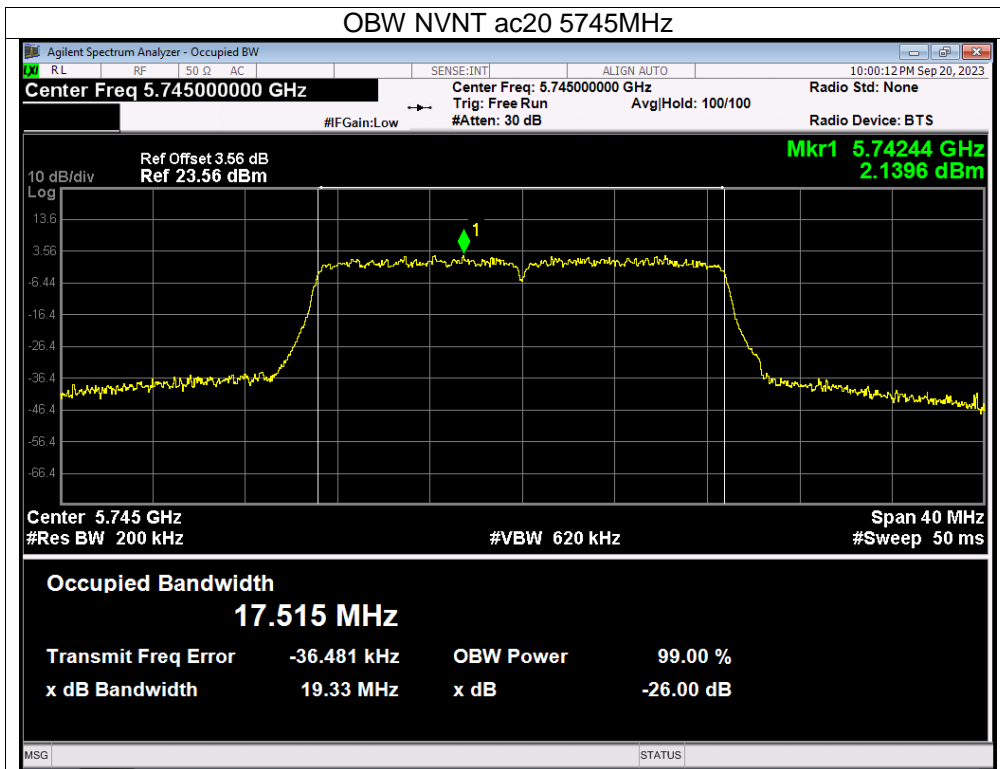 OBW NVNT ac20 5745MHz
Agilent Spectrum Analyzer - Occupied BW
LXI RL RF 50 Ω AC SENSE:INT ALIGN AUTO 10:00:12 PM Sep 20, 2023
Center Freq 5.745000000 GHz Center Freq: 5.745000000 GHz Radio Std: None
Trig: Free Run Avg|Hold: 100/100
#IFGain:Low #Atten: 30 dB Radio Device: BTS
Mkr1 5.74244 GHz
2.1396 dBm
Ref Offset 3.56 dB
10 dB/div Ref 23.56 dBm
Log
13.6
1
3.56
-6.44
-16.4
-26.4
-36.4
-46.4
-56.4
-66.4
Center 5.745 GHz Span 40 MHz
#Res BW 200 kHz #VBW 620 kHz #Sweep 50 ms
Occupied Bandwidth
17.515 MHz
Transmit Freq Error -36.481 kHz OBW Power 99.00 %
x dB Bandwidth 19.33 MHz x dB -26.00 dB
MSG STATUS